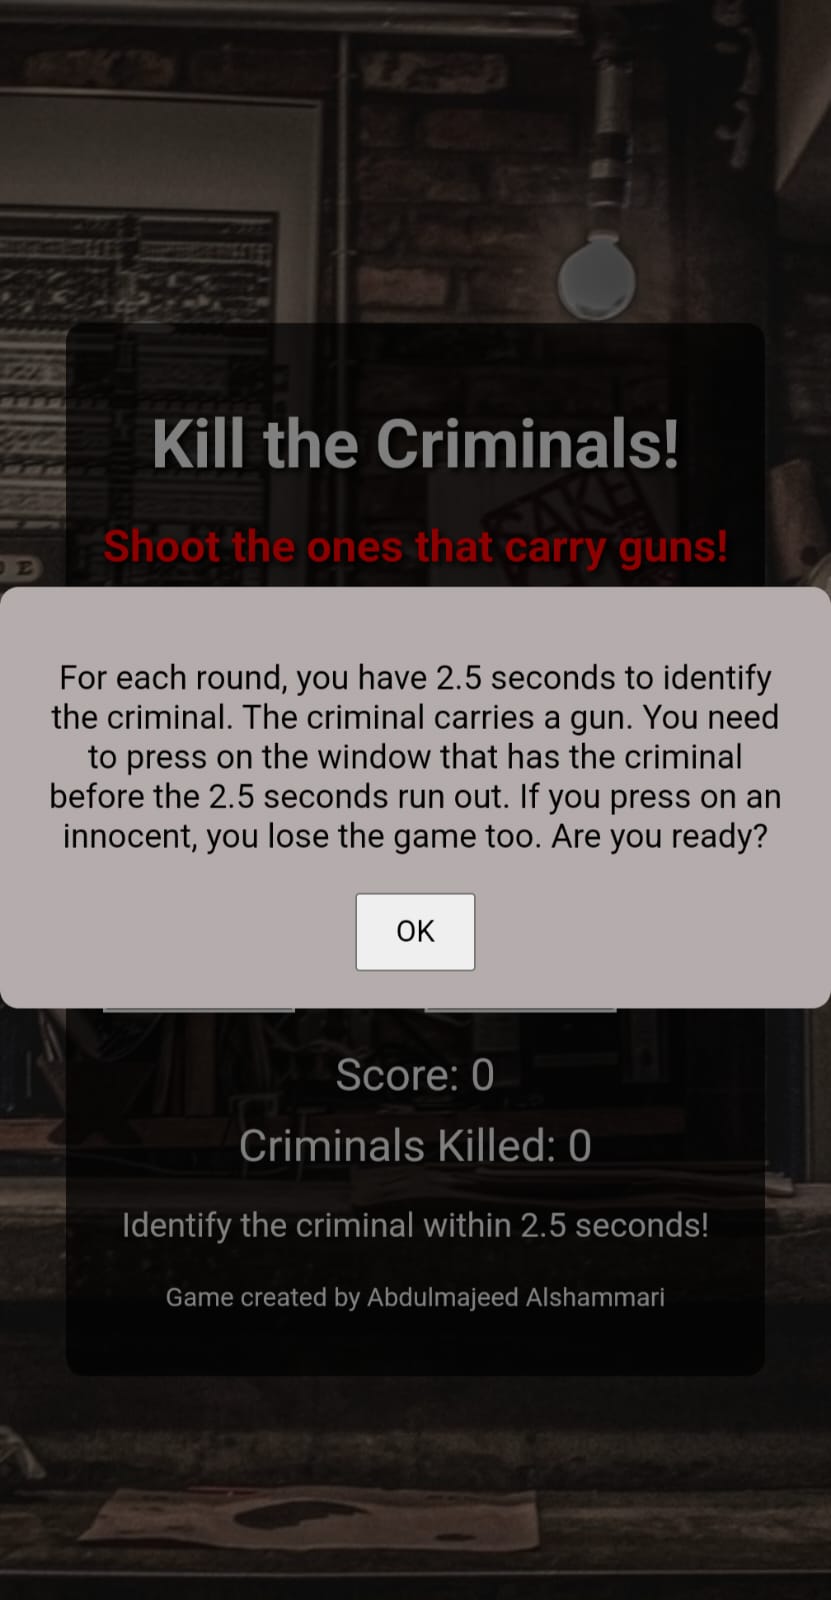 Kill the Criminals!
Shoot the ones that carry guns!
For each round, you have 2.5 seconds to identify
the criminal. The criminal carries a gun. You need
to press on the window that has the criminal
before the 2.5 seconds run out. If you press on an
innocent, you lose the game too. Are you ready?
OK
Score: 0
Criminals Killed: 0
Identify the criminal within 2.5 seconds!
Game created by Abdulmajeed Alshammari